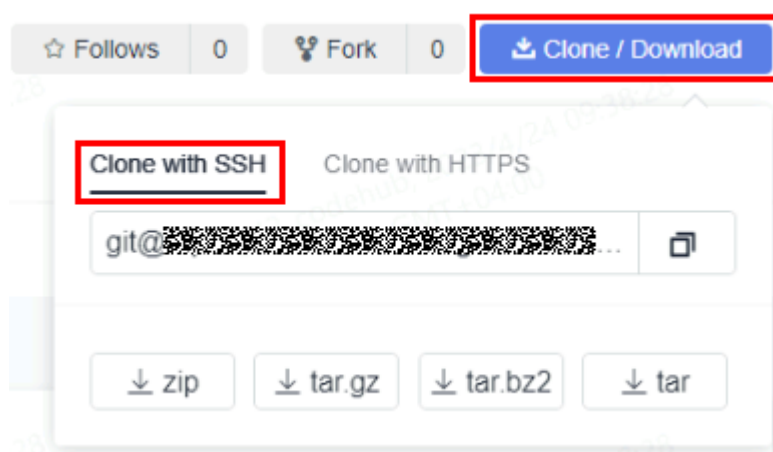 Follows 0 Fork 0 Clone / Download
Clone with SSH Clone with HTTPS
git@ ...
zip tar.gz tar.bz2 tar